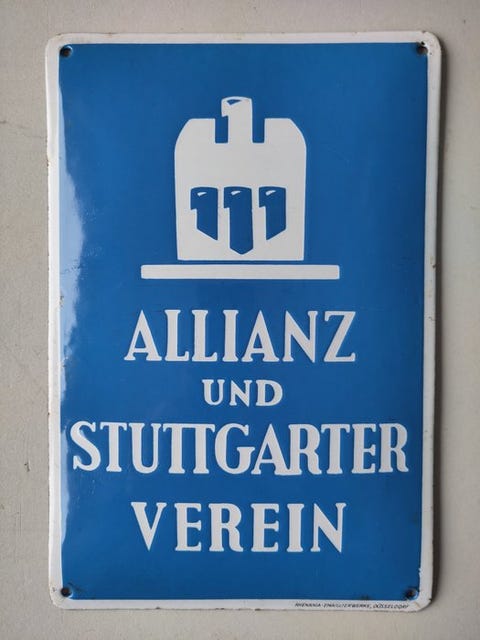 ALLIANZ
UND
STUTTGARTER
VEREIN
RHENANIA-EMAILLIERWERKE, DÜSSELDORF